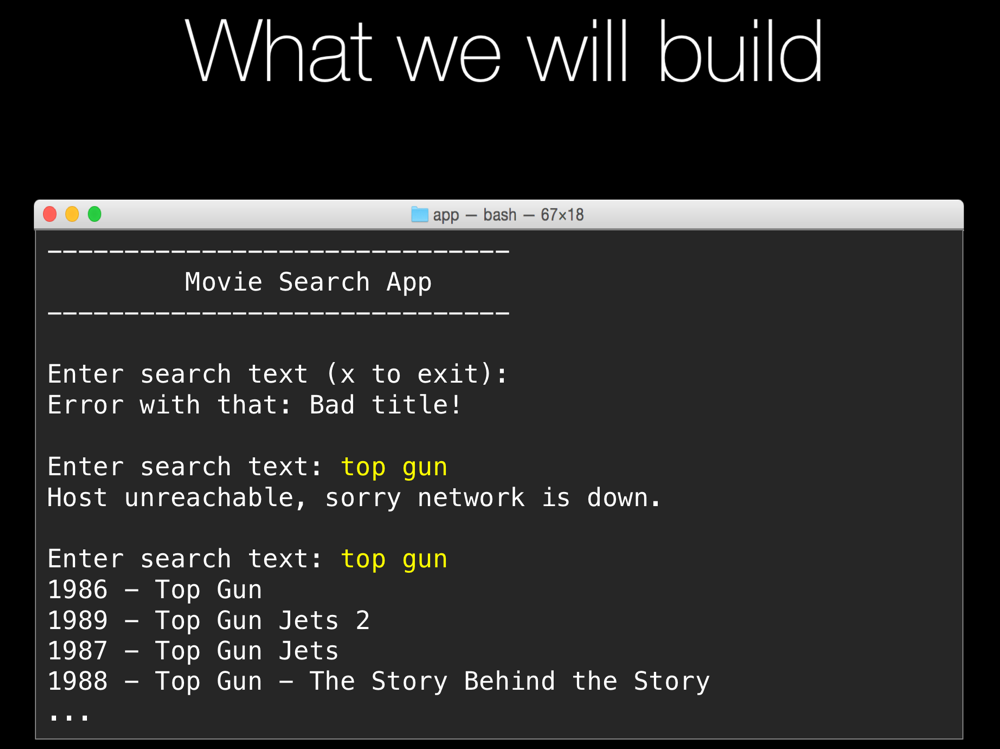 What we will build
app — bash — 67×18
------------------------------
Movie Search App
------------------------------
Enter search text (x to exit):
Error with that: Bad title!
Enter search text: top gun
Host unreachable, sorry network is down.
Enter search text: top gun
1986 - Top Gun
1989 - Top Gun Jets 2
1987 - Top Gun Jets
1988 - Top Gun - The Story Behind the Story
...